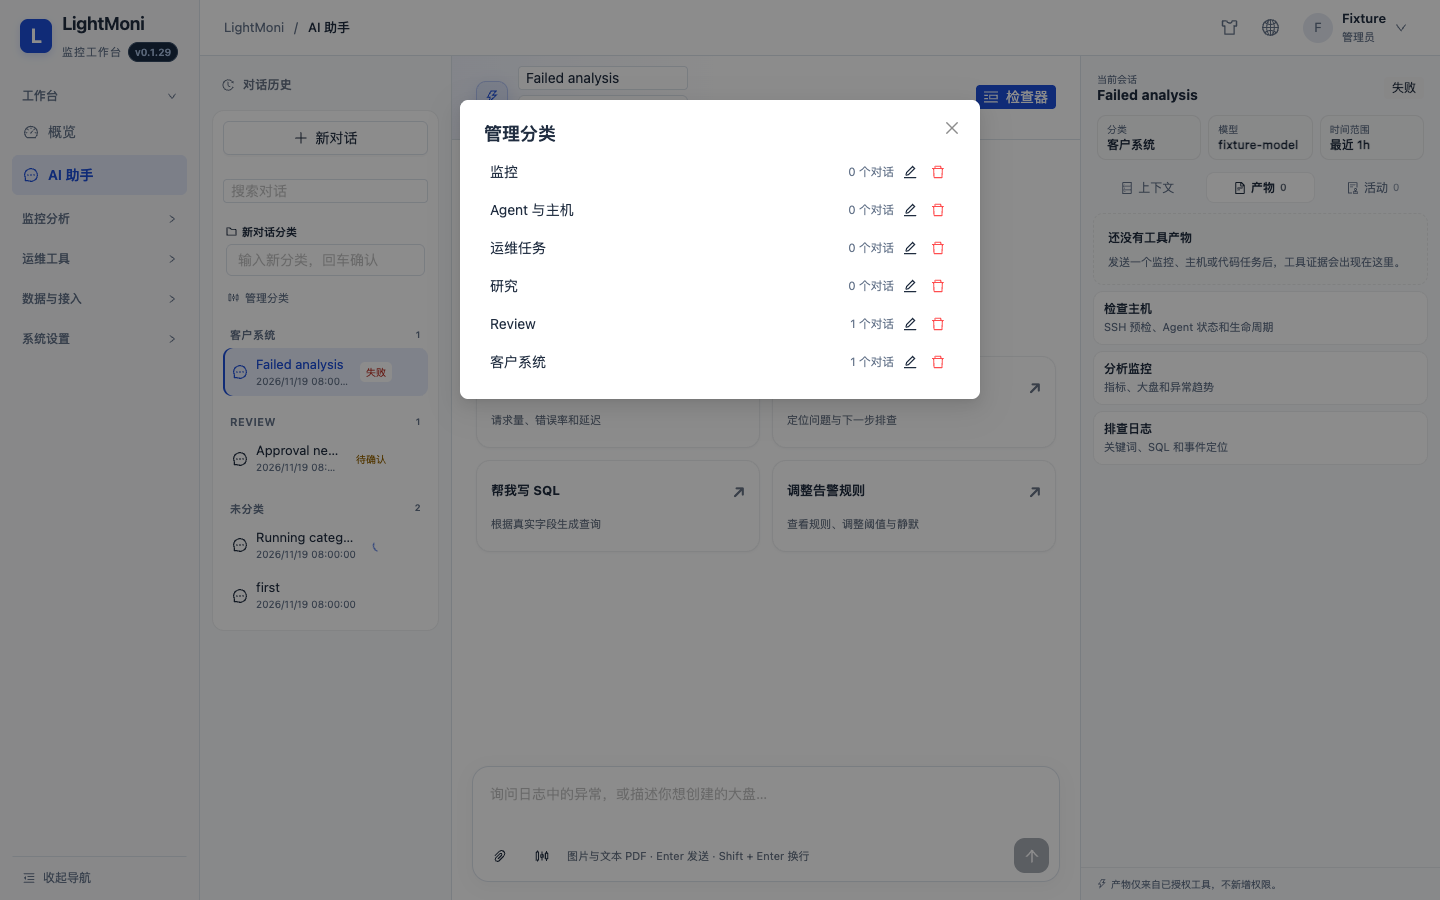 L
LightMoni
监控工作台 v0.1.29
工作台
概览
AI 助手
监控分析
运维工具
数据与接入
系统设置
收起导航
LightMoni / AI 助手
F
Fixture
管理员
对话历史
新对话
搜索对话
新对话分类
输入新分类，回车确认
管理分类
客户系统 1
Failed analysis
2026/11/19 08:00...
失败
REVIEW 1
Approval ne...
2026/11/19 08:...
待确认
未分类 2
Running categ...
2026/11/19 08:00:00
first
2026/11/19 08:00:00
Failed analysis
检查器
管理分类
监控 0 个对话
Agent 与主机 0 个对话
运维任务 0 个对话
研究 0 个对话
Review 1 个对话
客户系统 1 个对话
请求量、错误率和延迟
定位问题与下一步排查
帮我写 SQL
根据真实字段生成查询
调整告警规则
查看规则、调整阈值与静默
询问日志中的异常，或描述你想创建的大盘...
图片与文本 PDF · Enter 发送 · Shift + Enter 换行
当前会话
Failed analysis
失败
分类
客户系统
模型
fixture-model
时间范围
最近 1h
上下文
产物 0
活动 0
还没有工具产物
发送一个监控、主机或代码任务后，工具证据会出现在这里。
检查主机
SSH 预检、Agent 状态和生命周期
分析监控
指标、大盘和异常趋势
排查日志
关键词、SQL 和事件定位
产物仅来自已授权工具，不新增权限。